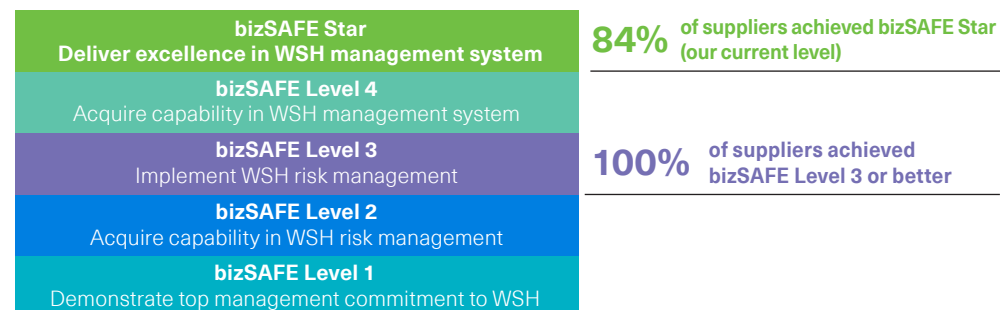 bizSAFE Star
Deliver excellence in WSH management system
84%
of suppliers achieved bizSAFE Star
(our current level)
bizSAFE Level 4
Acquire capability in WSH management system
bizSAFE Level 3
Implement WSH risk management
100%
of suppliers achieved
bizSAFE Level 3 or better
bizSAFE Level 2
Acquire capability in WSH risk management
bizSAFE Level 1
Demonstrate top management commitment to WSH